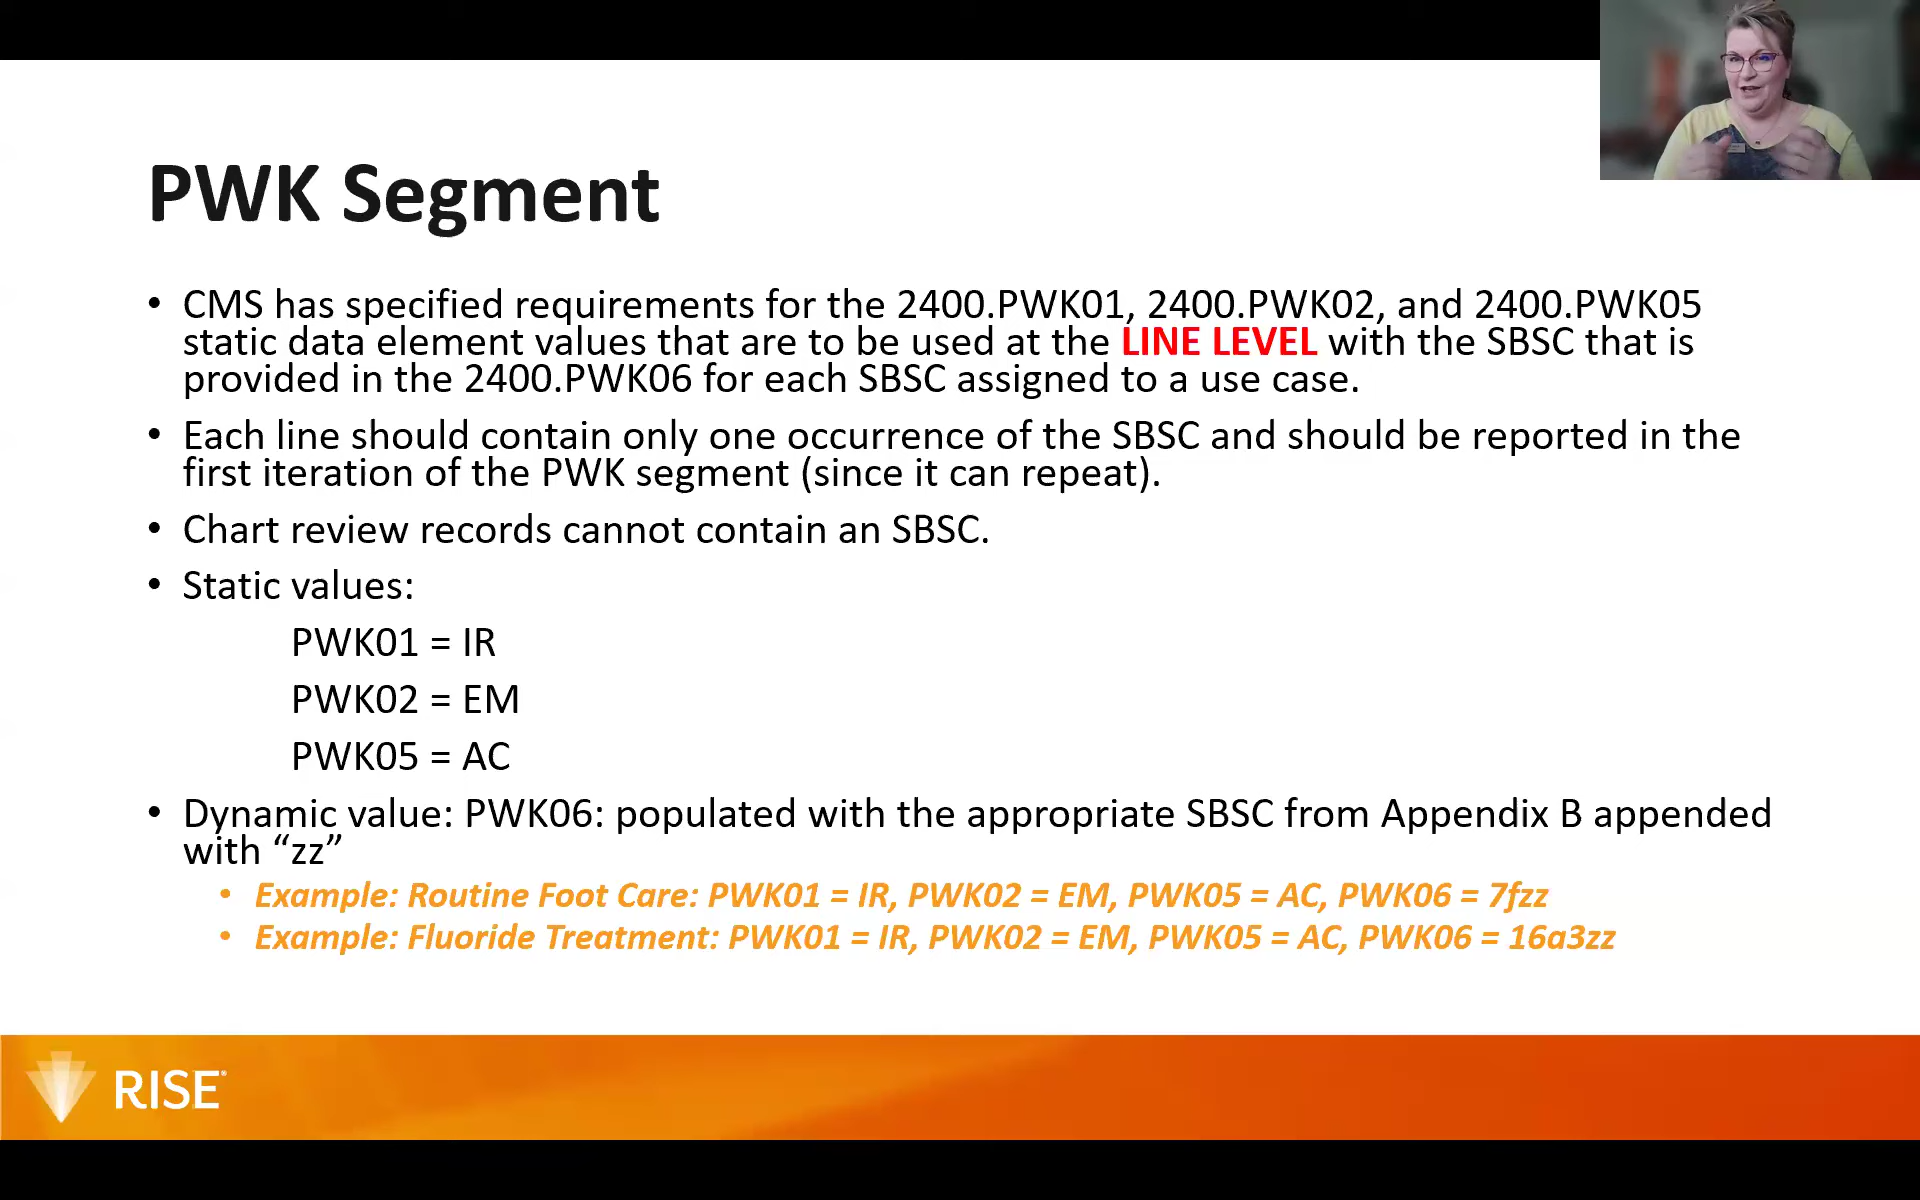 PWK Segment
• CMS has specified requirements for the 2400.PWK01, 2400.PWK02, and 2400.PWK05
static data element values that are to be used at the LINE LEVEL with the SBSC that is
provided in the 2400.PWK06 for each SBSC assigned to a use case.
• Each line should contain only one occurrence of the SBSC and should be reported in the
first iteration of the PWK segment (since it can repeat).
• Chart review records cannot contain an SBSC.
• Static values:
PWK01 = IR
PWK02 = EM
PWK05 = AC
• Dynamic value: PWK06: populated with the appropriate SBSC from Appendix B appended
with “zz”
• Example: Routine Foot Care: PWK01 = IR, PWK02 = EM, PWK05 = AC, PWK06 = 7fzz
• Example: Fluoride Treatment: PWK01 = IR, PWK02 = EM, PWK05 = AC, PWK06 = 16a3zz
RISE®